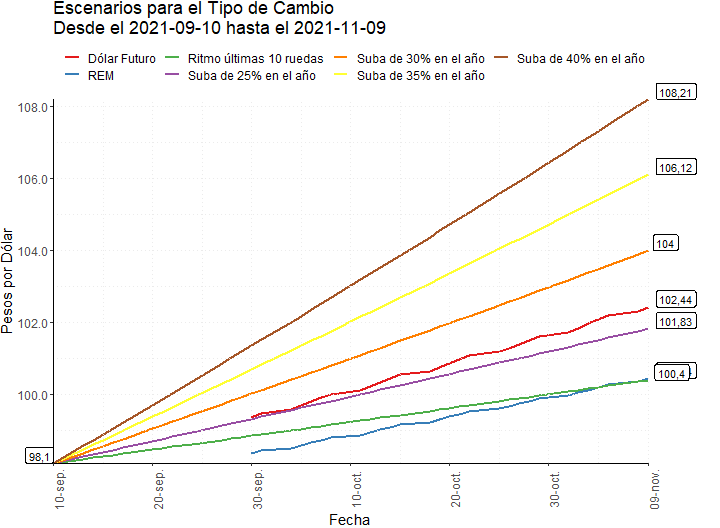 Escenarios para el Tipo de Cambio
Desde el 2021-09-10 hasta el 2021-11-09
Dólar Futuro
Ritmo últimas 10 ruedas
Suba de 30% en el año
Suba de 40% en el año
REM
Suba de 25% en el año
Suba de 35% en el año
108,21
108.0
106,12
106.0
104
104.0
102,44
102.0
101,83
100,4
100.0
98,1
Pesos por Dólar
10-sep.
20-sep.
30-sep.
10-oct.
20-oct.
30-oct.
09-nov.
Fecha